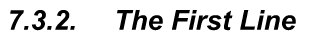 7.3.2. The First Line